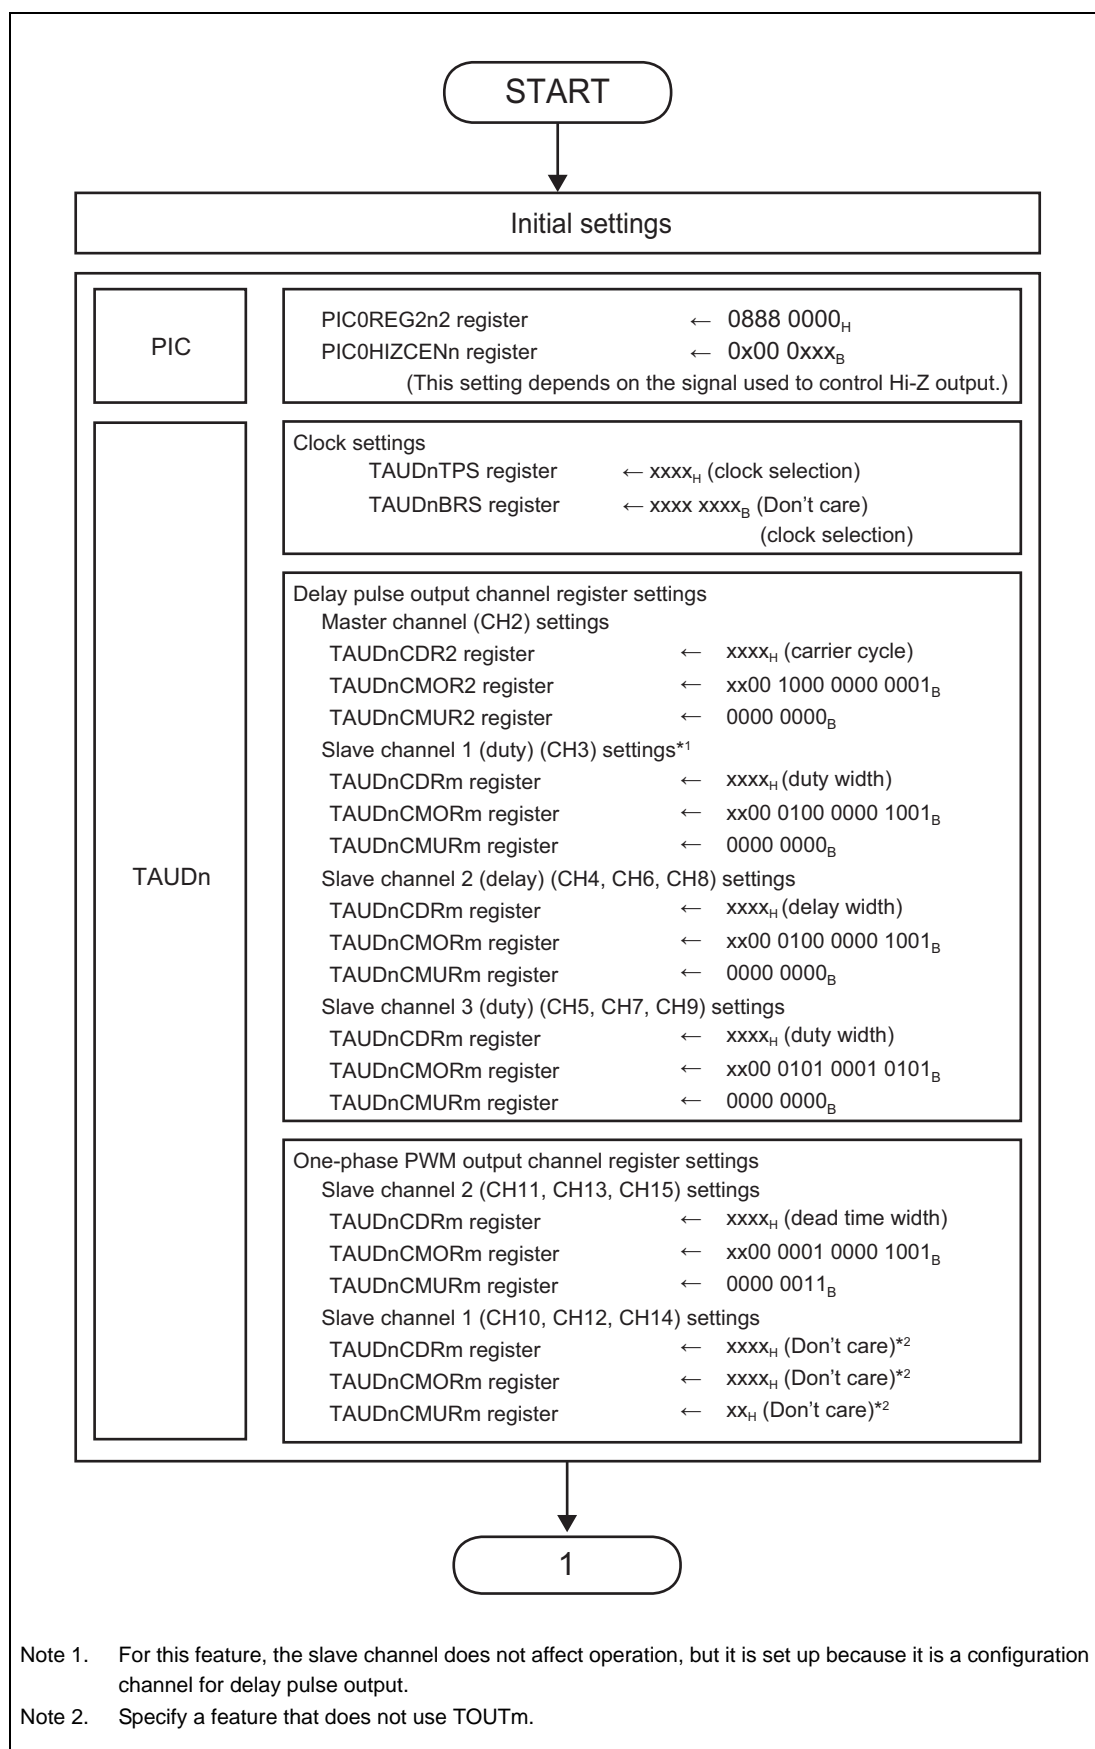 START
Initial settings
PIC
PIC0REG2n2 register ← 0888 0000H
PIC0HIZCENn register ← 0x00 0xxxB
(This setting depends on the signal used to control Hi-Z output.)
TAUDn
Clock settings
TAUDnTPS register ← xxxxH (clock selection)
TAUDnBRS register ← xxxx xxxxB (Don't care)
(clock selection)
Delay pulse output channel register settings
Master channel (CH2) settings
TAUDnCDR2 register ← xxxxH (carrier cycle)
TAUDnCMOR2 register ← xx00 1000 0000 0001B
TAUDnCMUR2 register ← 0000 0000B
Slave channel 1 (duty) (CH3) settings*1
TAUDnCDRm register ← xxxxH (duty width)
TAUDnCMORm register ← xx00 0100 0000 1001B
TAUDnCMURm register ← 0000 0000B
Slave channel 2 (delay) (CH4, CH6, CH8) settings
TAUDnCDRm register ← xxxxH (delay width)
TAUDnCMORm register ← xx00 0100 0000 1001B
TAUDnCMURm register ← 0000 0000B
Slave channel 3 (duty) (CH5, CH7, CH9) settings
TAUDnCDRm register ← xxxxH (duty width)
TAUDnCMORm register ← xx00 0101 0001 0101B
TAUDnCMURm register ← 0000 0000B
One-phase PWM output channel register settings
Slave channel 2 (CH11, CH13, CH15) settings
TAUDnCDRm register ← xxxxH (dead time width)
TAUDnCMORm register ← xx00 0001 0000 1001B
TAUDnCMURm register ← 0000 0011B
Slave channel 1 (CH10, CH12, CH14) settings
TAUDnCDRm register ← xxxxH (Don't care)*2
TAUDnCMORm register ← xxxxH (Don't care)*2
TAUDnCMURm register ← xxH (Don't care)*2
1
Note 1. For this feature, the slave channel does not affect operation, but it is set up because it is a configuration
channel for delay pulse output.
Note 2. Specify a feature that does not use TOUTm.